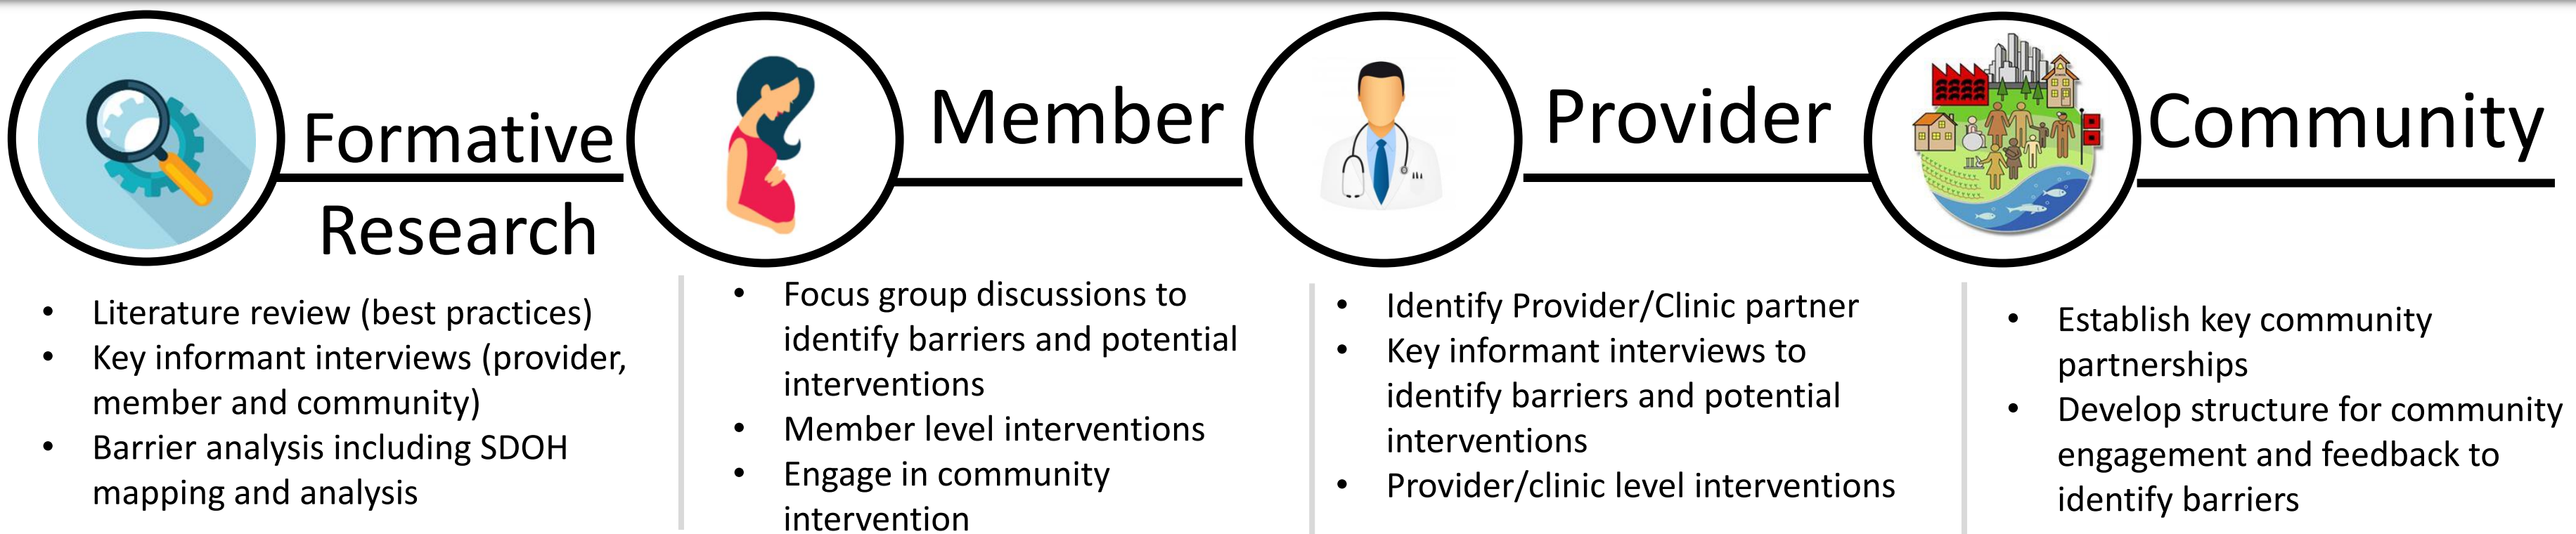 Formative
Research
• Literature review (best practices)
• Key informant interviews (provider,
member and community)
• Barrier analysis including SDOH
mapping and analysis
Member
• Focus group discussions to
identify barriers and potential
interventions
• Member level interventions
• Engage in community
intervention
Provider
• Identify Provider/Clinic partner
• Key informant interviews to
identify barriers and potential
interventions
• Provider/clinic level interventions
Community
• Establish key community
partnerships
• Develop structure for community
engagement and feedback to
identify barriers